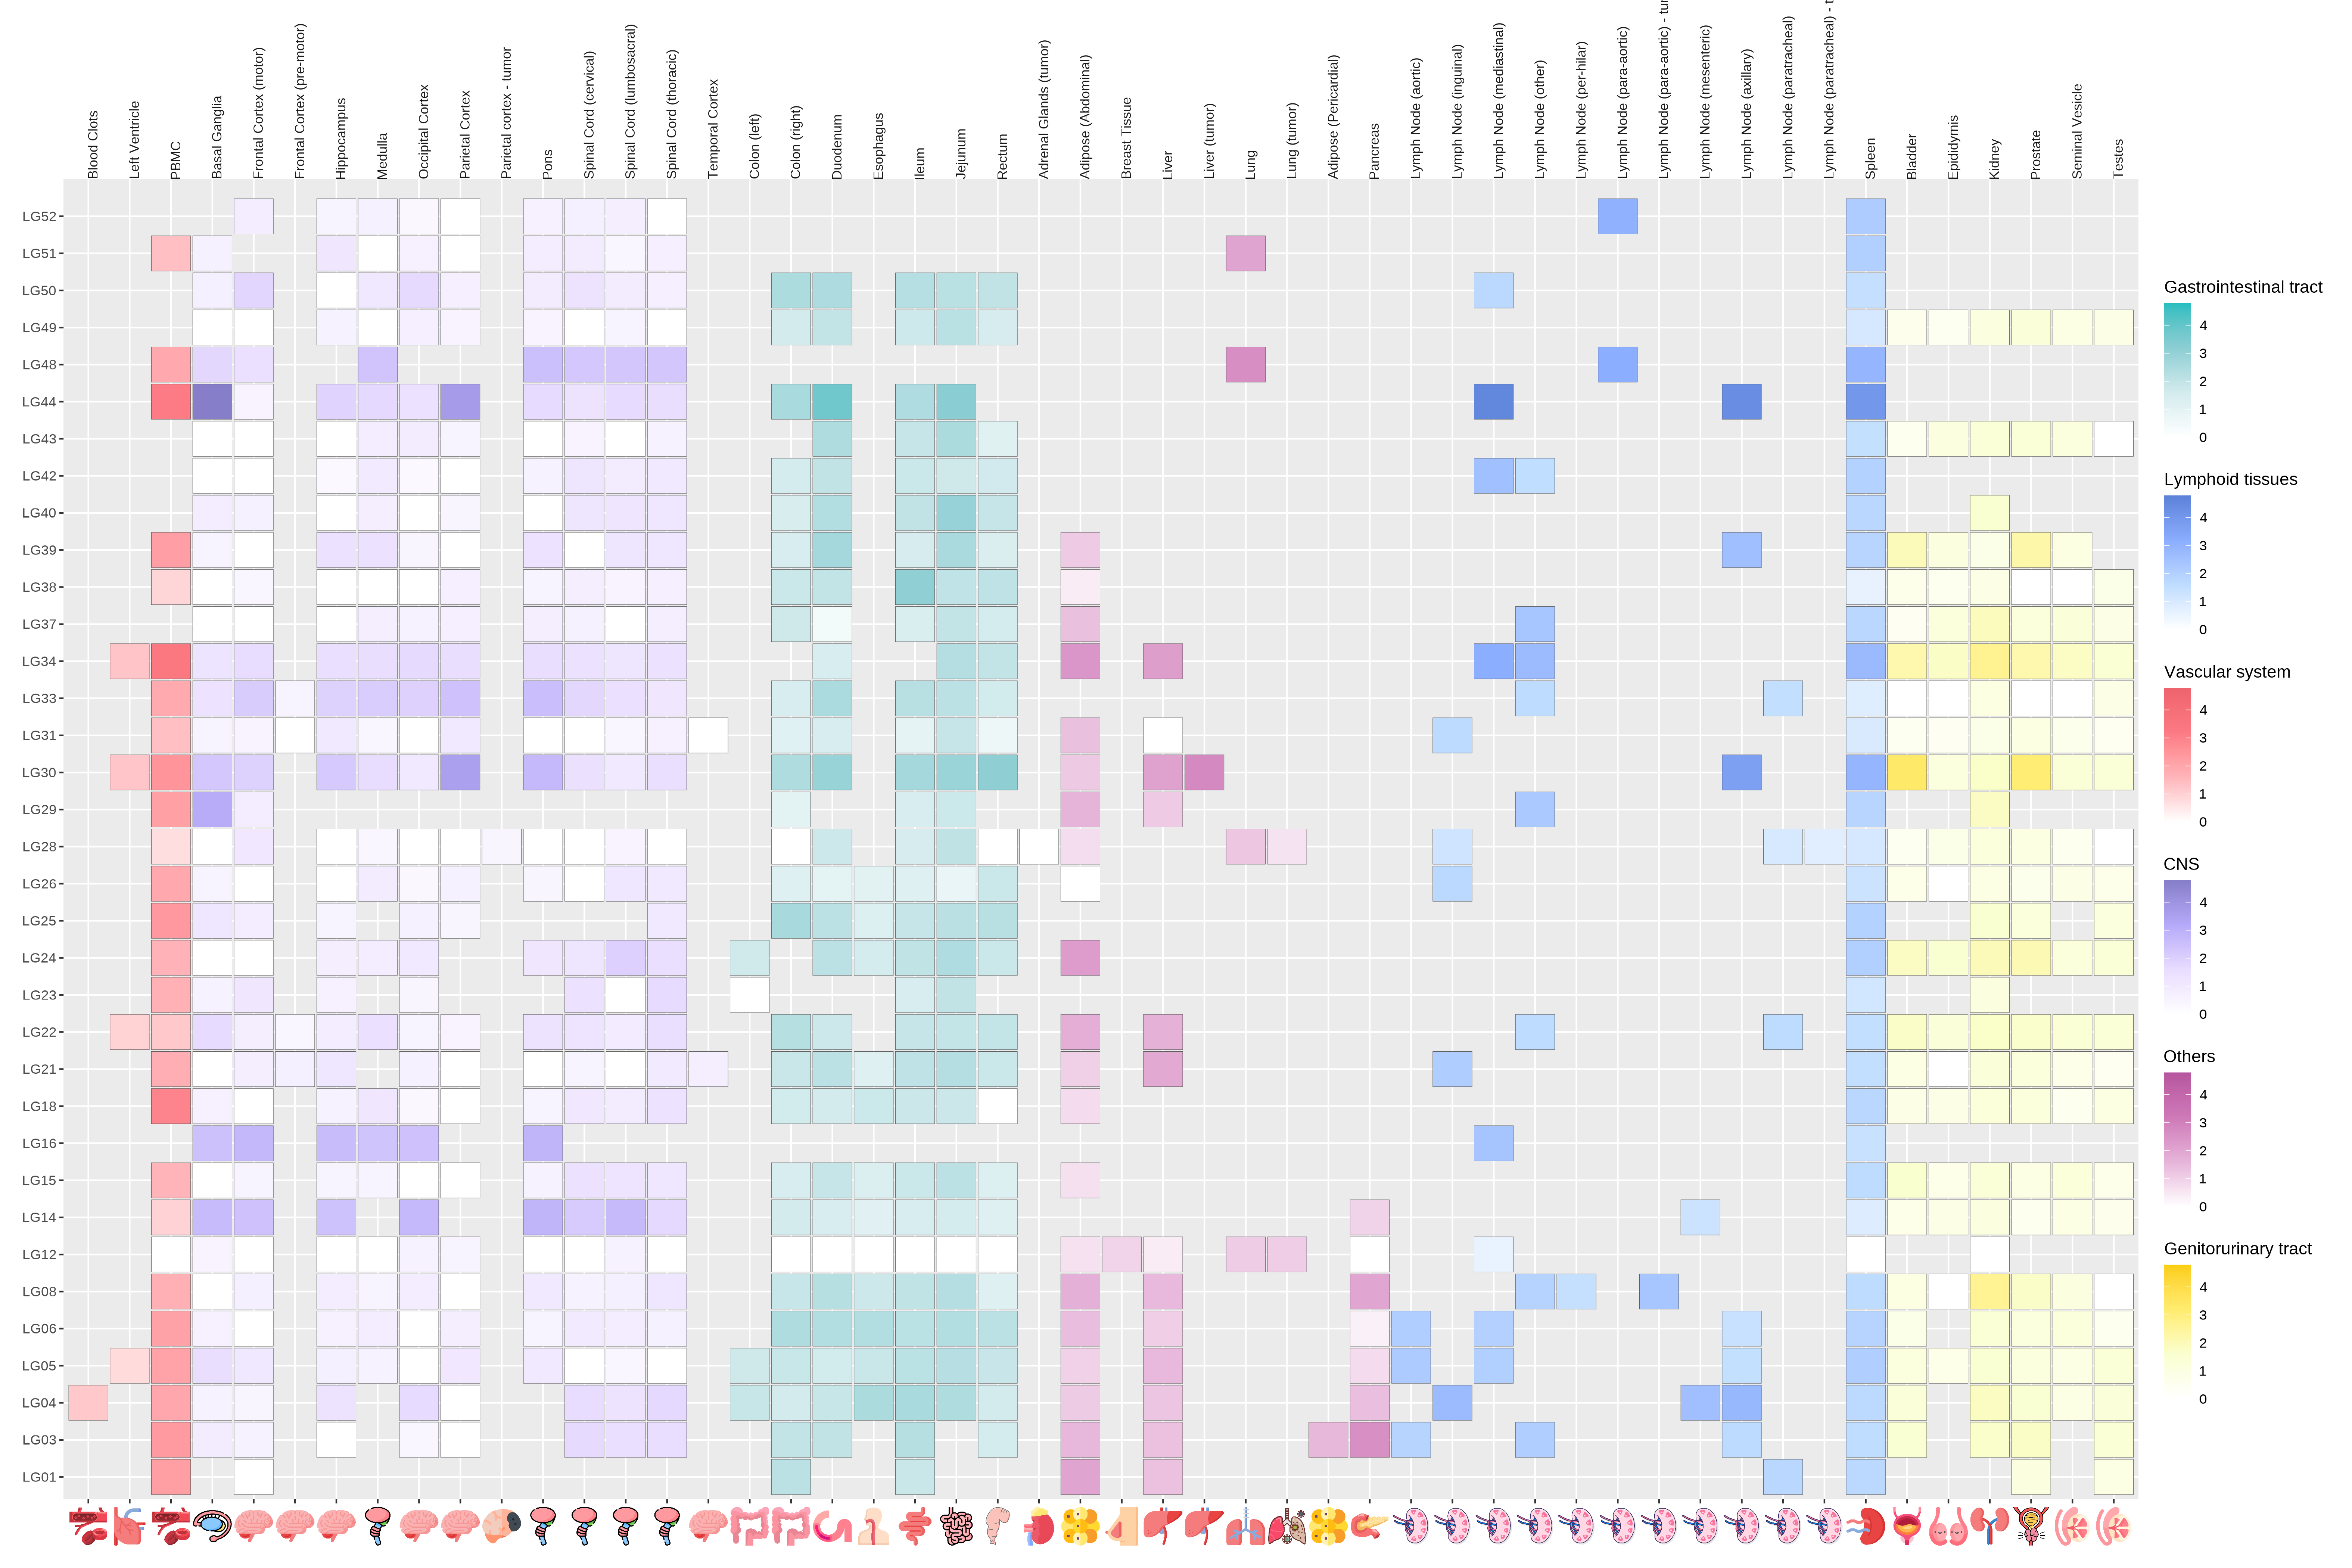 Blood Clots
Left Ventricle
PBMC
Basal Ganglia
Frontal Cortex (motor)
Frontal Cortex (pre-motor)
Hippocampus
Medulla
Occipital Cortex
Parietal Cortex
Parietal cortex - tumor
Pons
Spinal Cord (cervical)
Spinal Cord (lumbosacral)
Spinal Cord (thoracic)
Temporal Cortex
Colon (left)
Colon (right)
Duodenum
Esophagus
Ileum
Jejunum
Rectum
Adrenal Glands (tumor)
Adipose (Abdominal)
Breast Tissue
Liver
Liver (tumor)
Lung
Lung (tumor)
Adipose (Pericardial)
Pancreas
Lymph Node (aortic)
Lymph Node (inguinal)
Lymph Node (mediastinal)
Lymph Node (other)
Lymph Node (per-hilar)
Lymph Node (para-aortic)
Lymph Node (para-aortic) -
Lymph Node (mesenteric)
Lymph Node (axillary)
Lymph Node (paratracheal)
Lymph Node (paratracheal) -
Spleen
Bladder
Epididymis
Kidney
Prostate
Seminal Vesicle
Testes
LG52
LG51
LG50
LG49
LG48
LG44
LG43
LG42
LG40
LG39
LG38
LG37
LG34
LG33
LG31
LG30
LG29
LG28
LG26
LG25
LG24
LG23
LG22
LG21
LG18
LG16
LG15
LG14
LG12
LG08
LG06
LG05
LG04
LG03
LG01
Gastrointestinal tract
4
3
2
1
0
Lymphoid tissues
4
3
2
1
0
Vascular system
4
3
2
1
0
CNS
4
3
2
1
0
Others
4
3
2
1
0
Genitorurinary tract
4
3
2
1
0